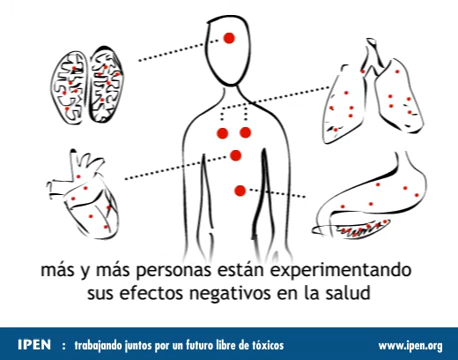 más y más personas están experimentando
sus efectos negativos en la salud
IPEN : trabajando juntos por un futuro libre de tóxicos www.ipen.org